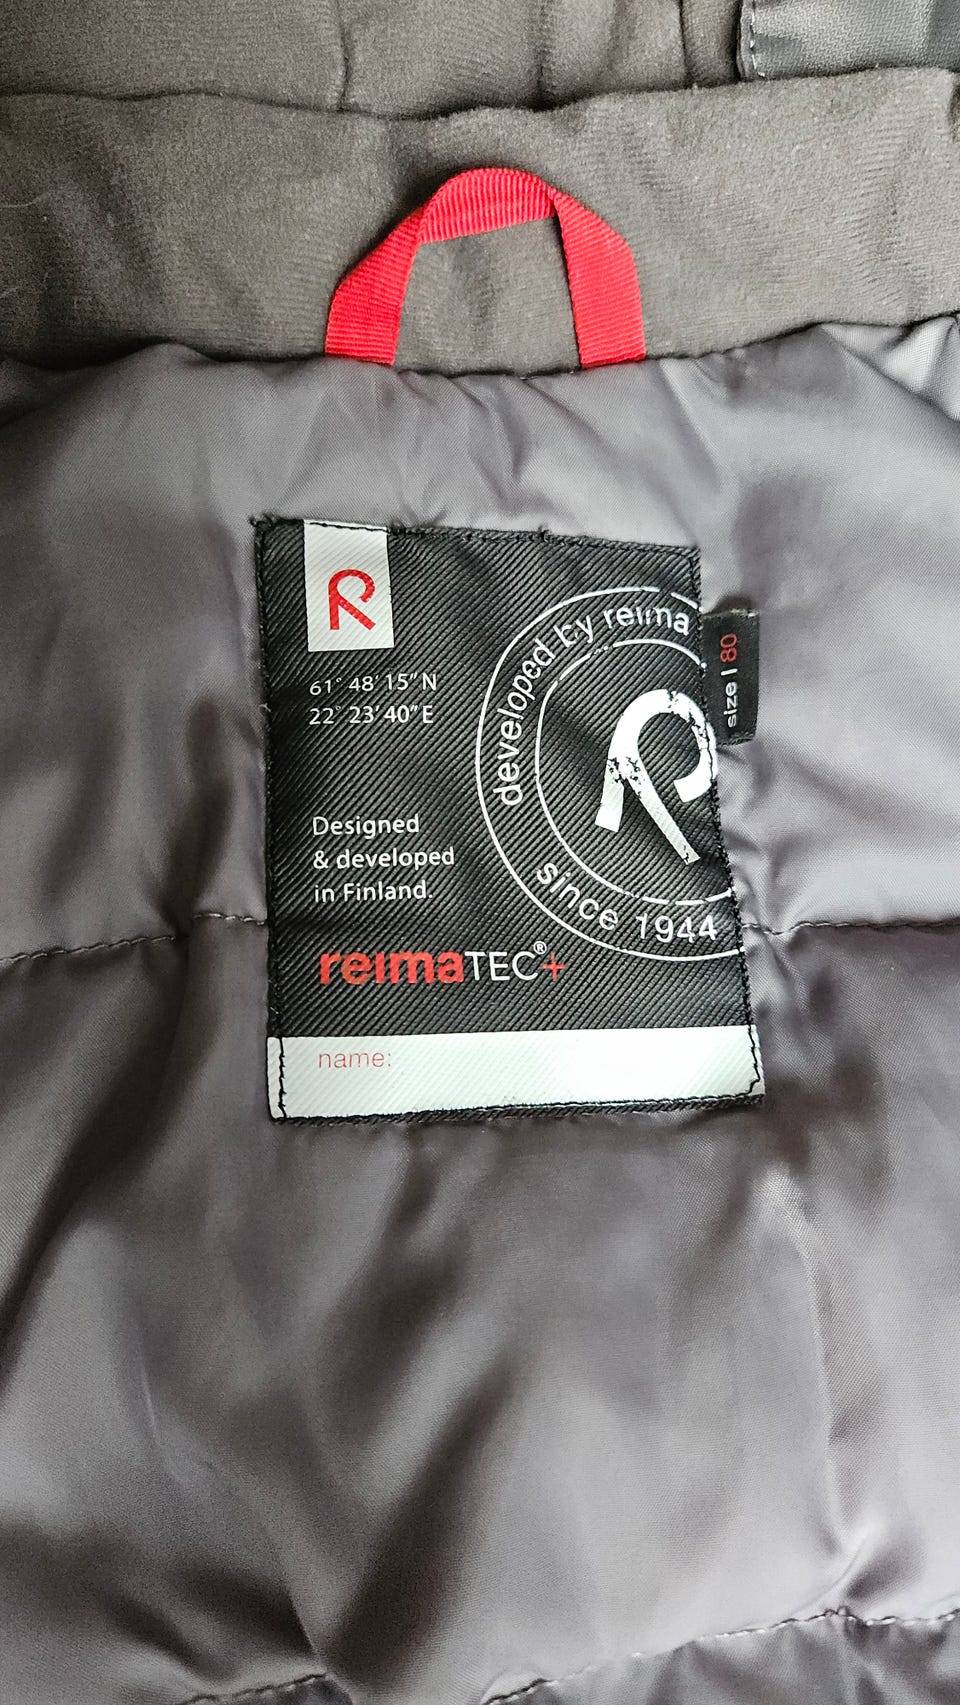 61° 48' 15" N
22° 23' 40" E
Designed
& developed
in Finland.
reimaTEC®+
name:
developed by reima
since 1944
size | 80